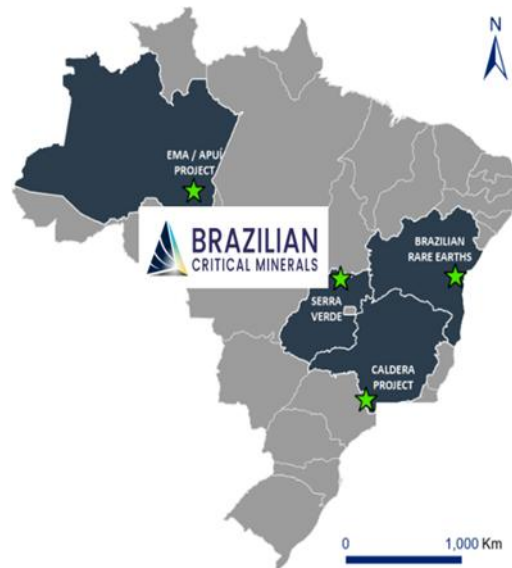 N
EMA / APUÍ
PROJECT
BRAZILIAN
CRITICAL MINERALS
BRAZILIAN
RARE EARTHS
SERRA
VERDE
CALDERA
PROJECT
0 1,000 Km